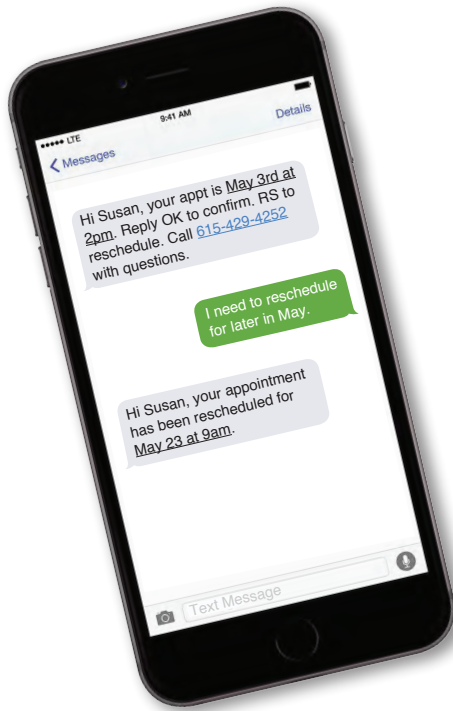 ●●●●● LTE 9:41 AM
Messages Details
Hi Susan, your appt is May 3rd at
2pm. Reply OK to confirm. RS to
reschedule. Call 615-429-4252
with questions.
I need to reschedule
for later in May.
Hi Susan, your appointment
has been rescheduled for
May 23 at 9am.
Text Message